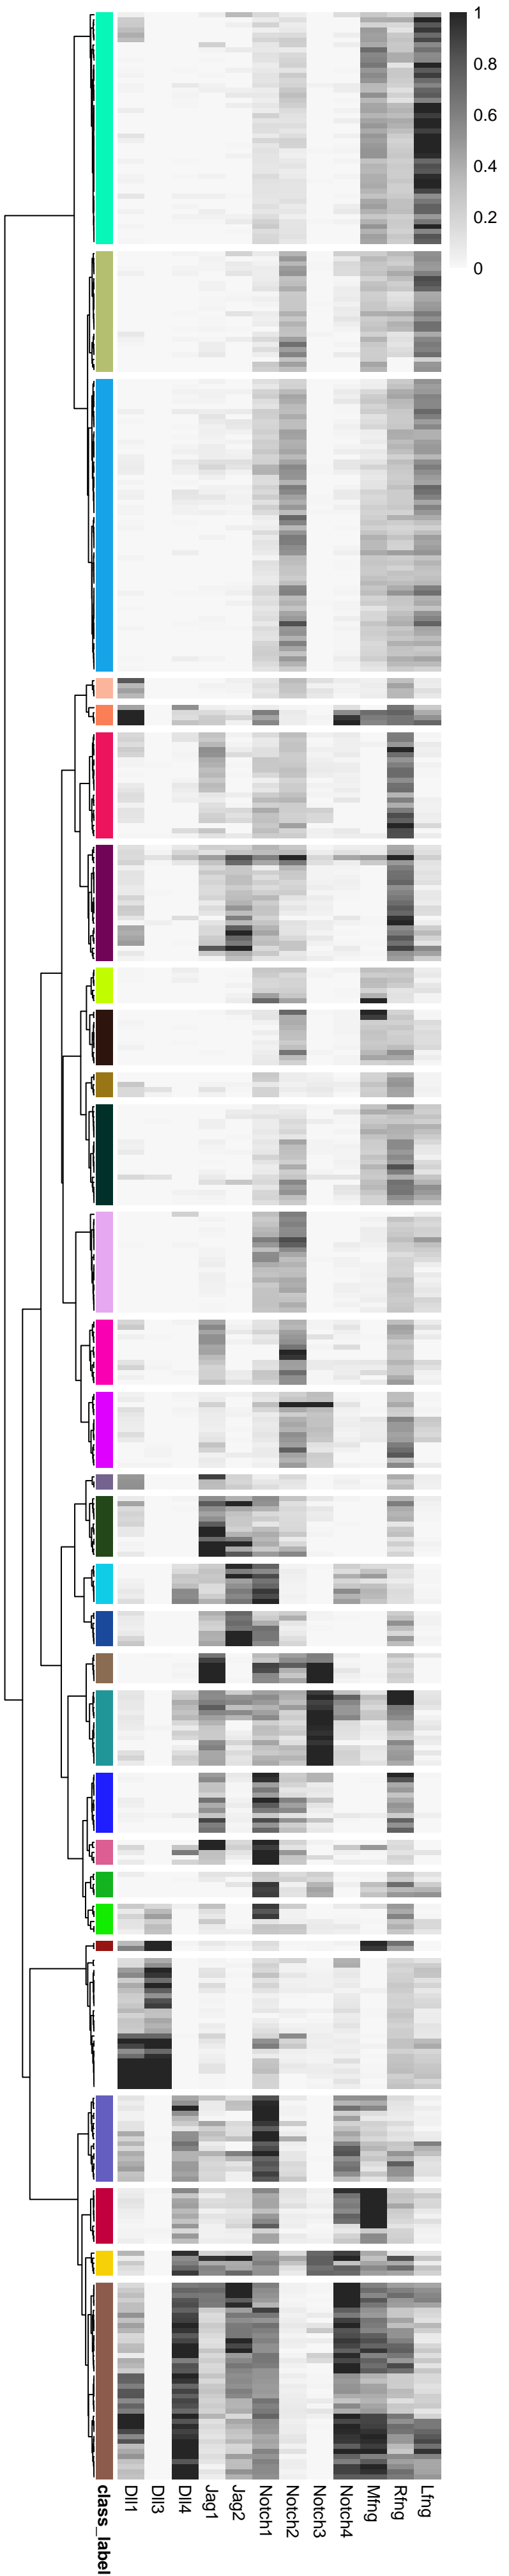 1
0.8
0.6
0.4
0.2
0
class_label
Dll1
Dll3
Dll4
Jag1
Jag2
Notch1
Notch2
Notch3
Notch4
Mfng
Rfng
Lfng